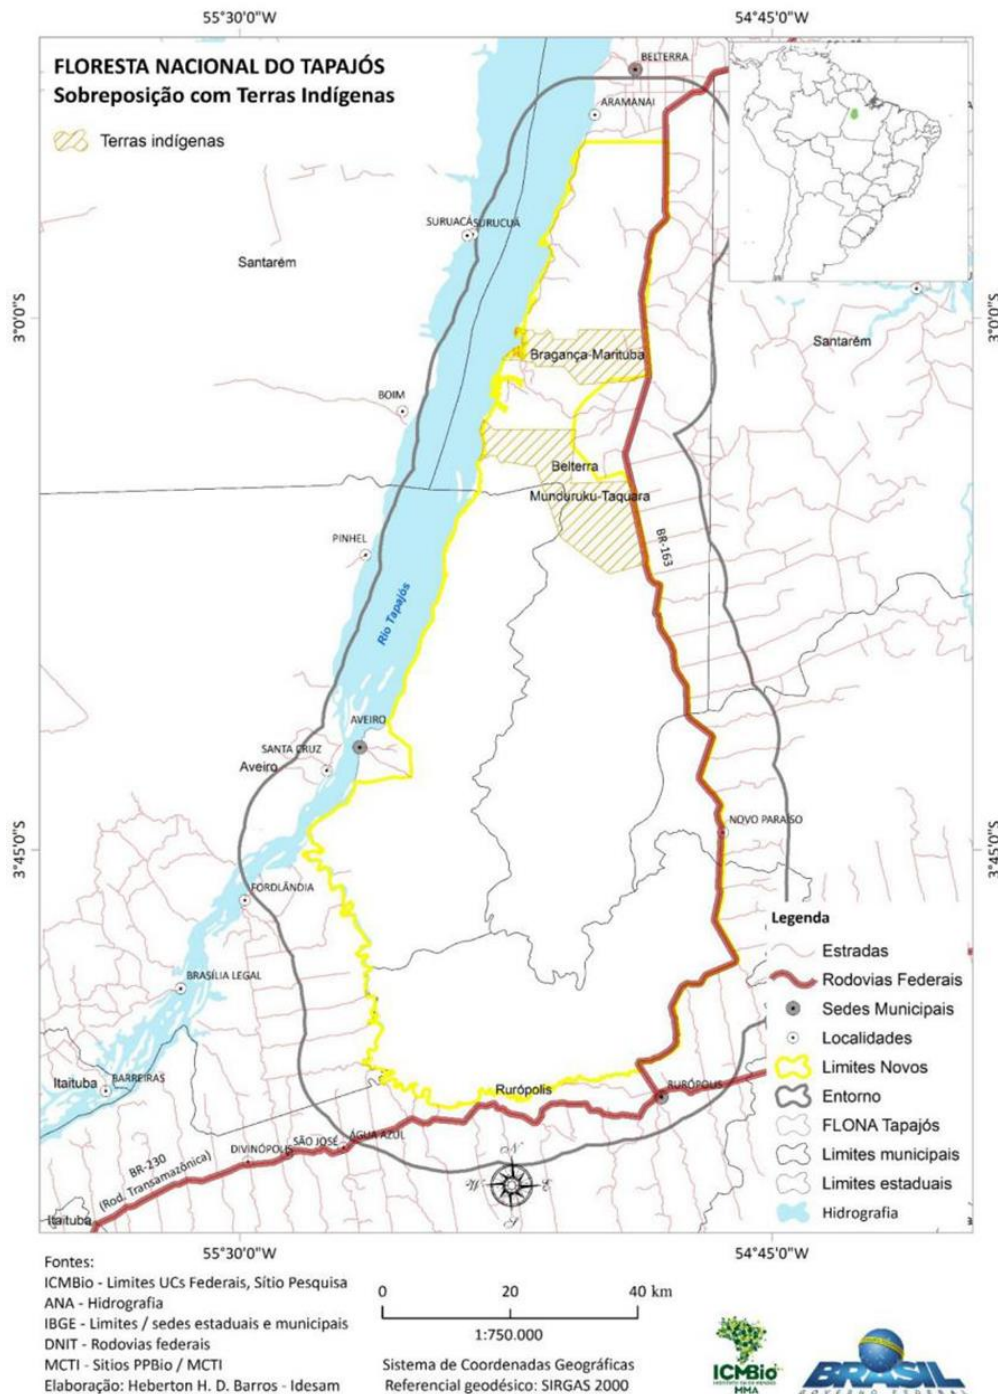 55°30'0"W
54°45'0"W
FLORESTA NACIONAL DO TAPAJÓS
Sobreposição com Terras Indígenas
Terras indígenas
BELTERRA
ARAMANAI
SURUACÁ
SURUCUÁ
Santarém
3°0'0"S
3°0'0"S
Santarém
Bragança-Marituba
BOIM
Belterra
Munduruku-Taquara
PINHEL
BR-163
Rio Tapajós
AVEIRO
SANTA CRUZ
Aveiro
NOVO PARAÍSO
3°45'0"S
3°45'0"S
FORDLÂNDIA
BRASÍLIA LEGAL
Itaituba
BARREIRAS
Rurópolis
RURÓPOLIS
ÁGUA AZUL
SÃO JOSÉ
DIVINÓPOLIS
BR-230
(Rod. Transamazônica)
Itaituba
N
W
E
S
Legenda
Estradas
Rodovias Federais
Sedes Municipais
Localidades
Limites Novos
Entorno
FLONA Tapajós
Limites municipais
Limites estaduais
Hidrografia
55°30'0"W
54°45'0"W
Fontes:
ICMBio - Limites UCs Federais, Sítio Pesquisa
ANA - Hidrografia
IBGE - Limites / sedes estaduais e municipais
DNIT - Rodovias federais
MCTI - Sitios PPBio / MCTI
Elaboração: Heberton H. D. Barros - Idesam
0 20 40 km
1:750.000
Sistema de Coordenadas Geográficas
Referencial geodésico: SIRGAS 2000
ICMBio
MMA
BRASIL